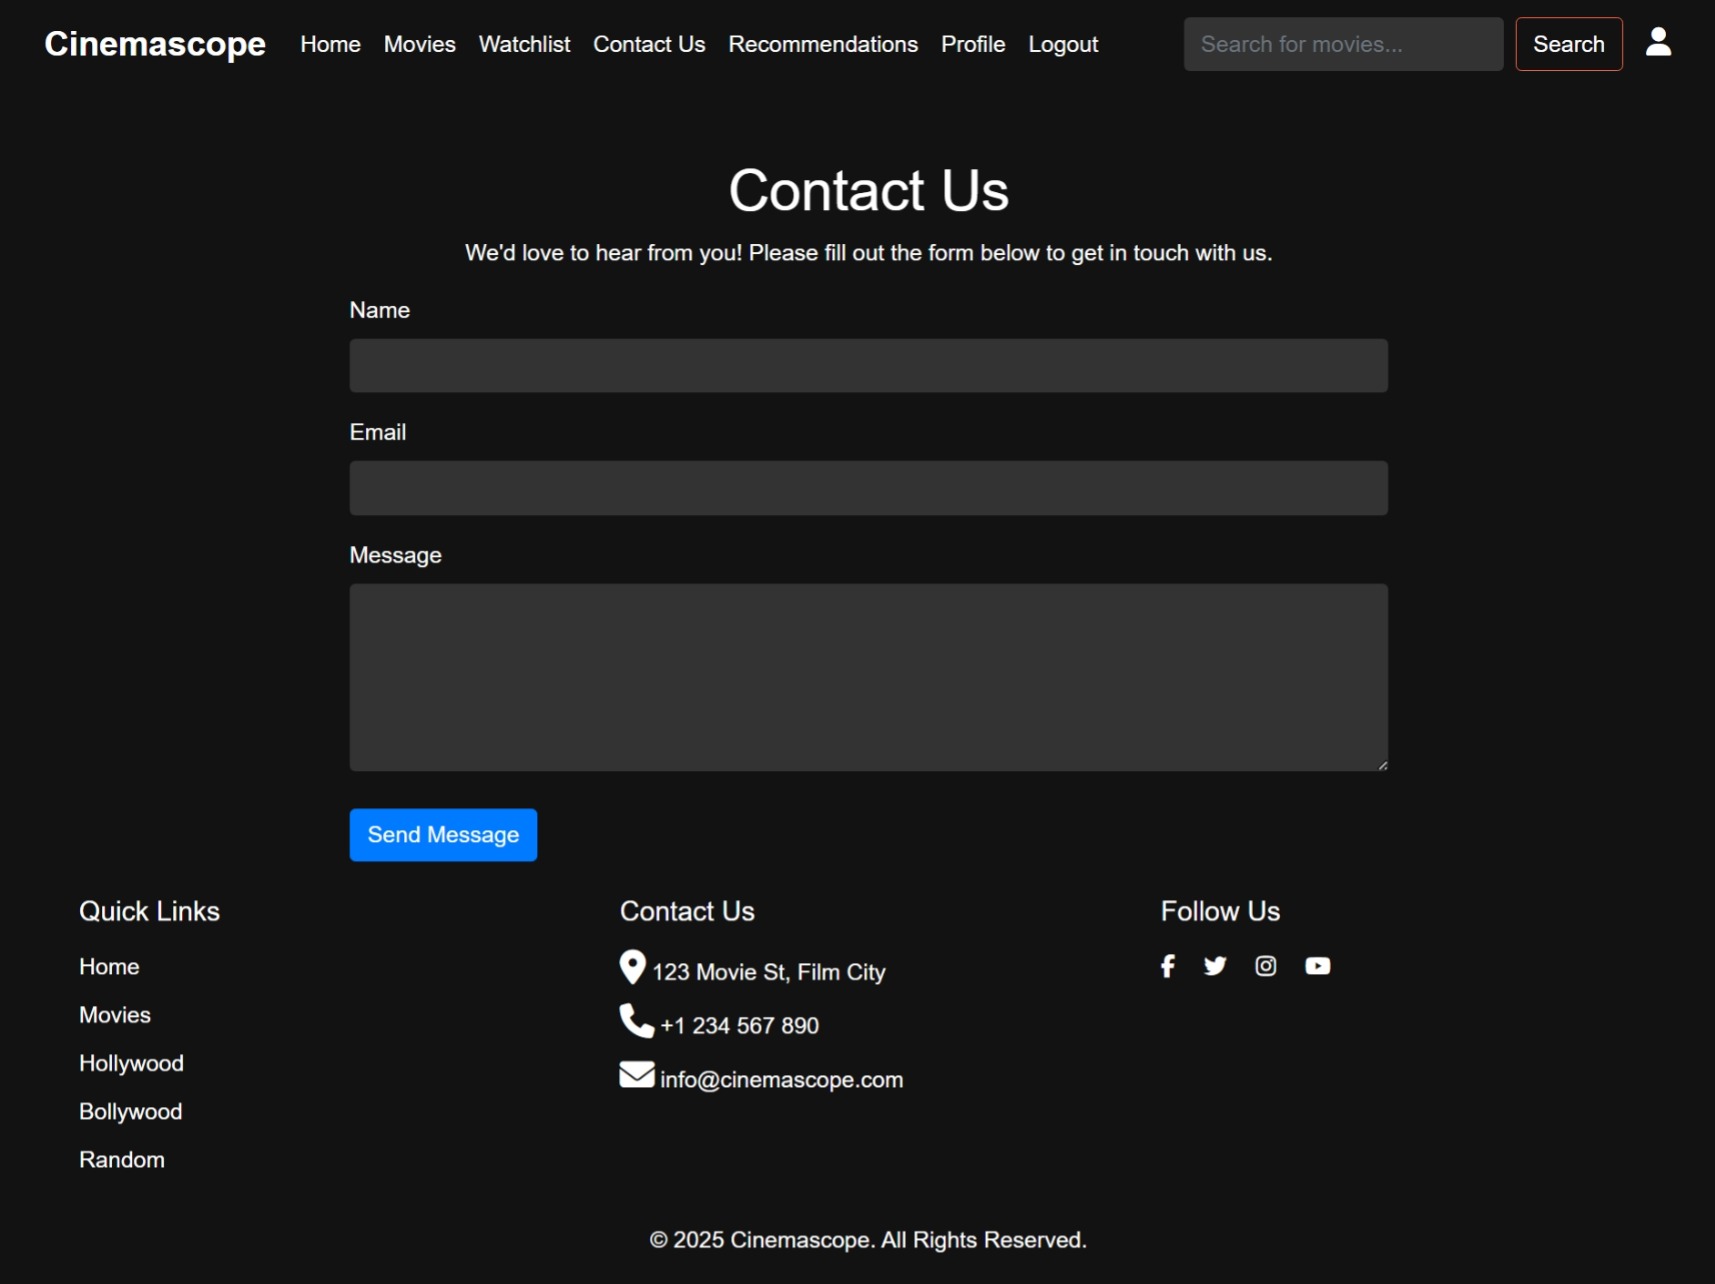 Cinemascope Home Movies Watchlist Contact Us Recommendations Profile Logout Search for movies... Search
Contact Us
We'd love to hear from you! Please fill out the form below to get in touch with us.
Name
Email
Message
Send Message
Quick Links
Home
Movies
Hollywood
Bollywood
Random
Contact Us
123 Movie St, Film City
+1 234 567 890
info@cinemascope.com
Follow Us
© 2025 Cinemascope. All Rights Reserved.